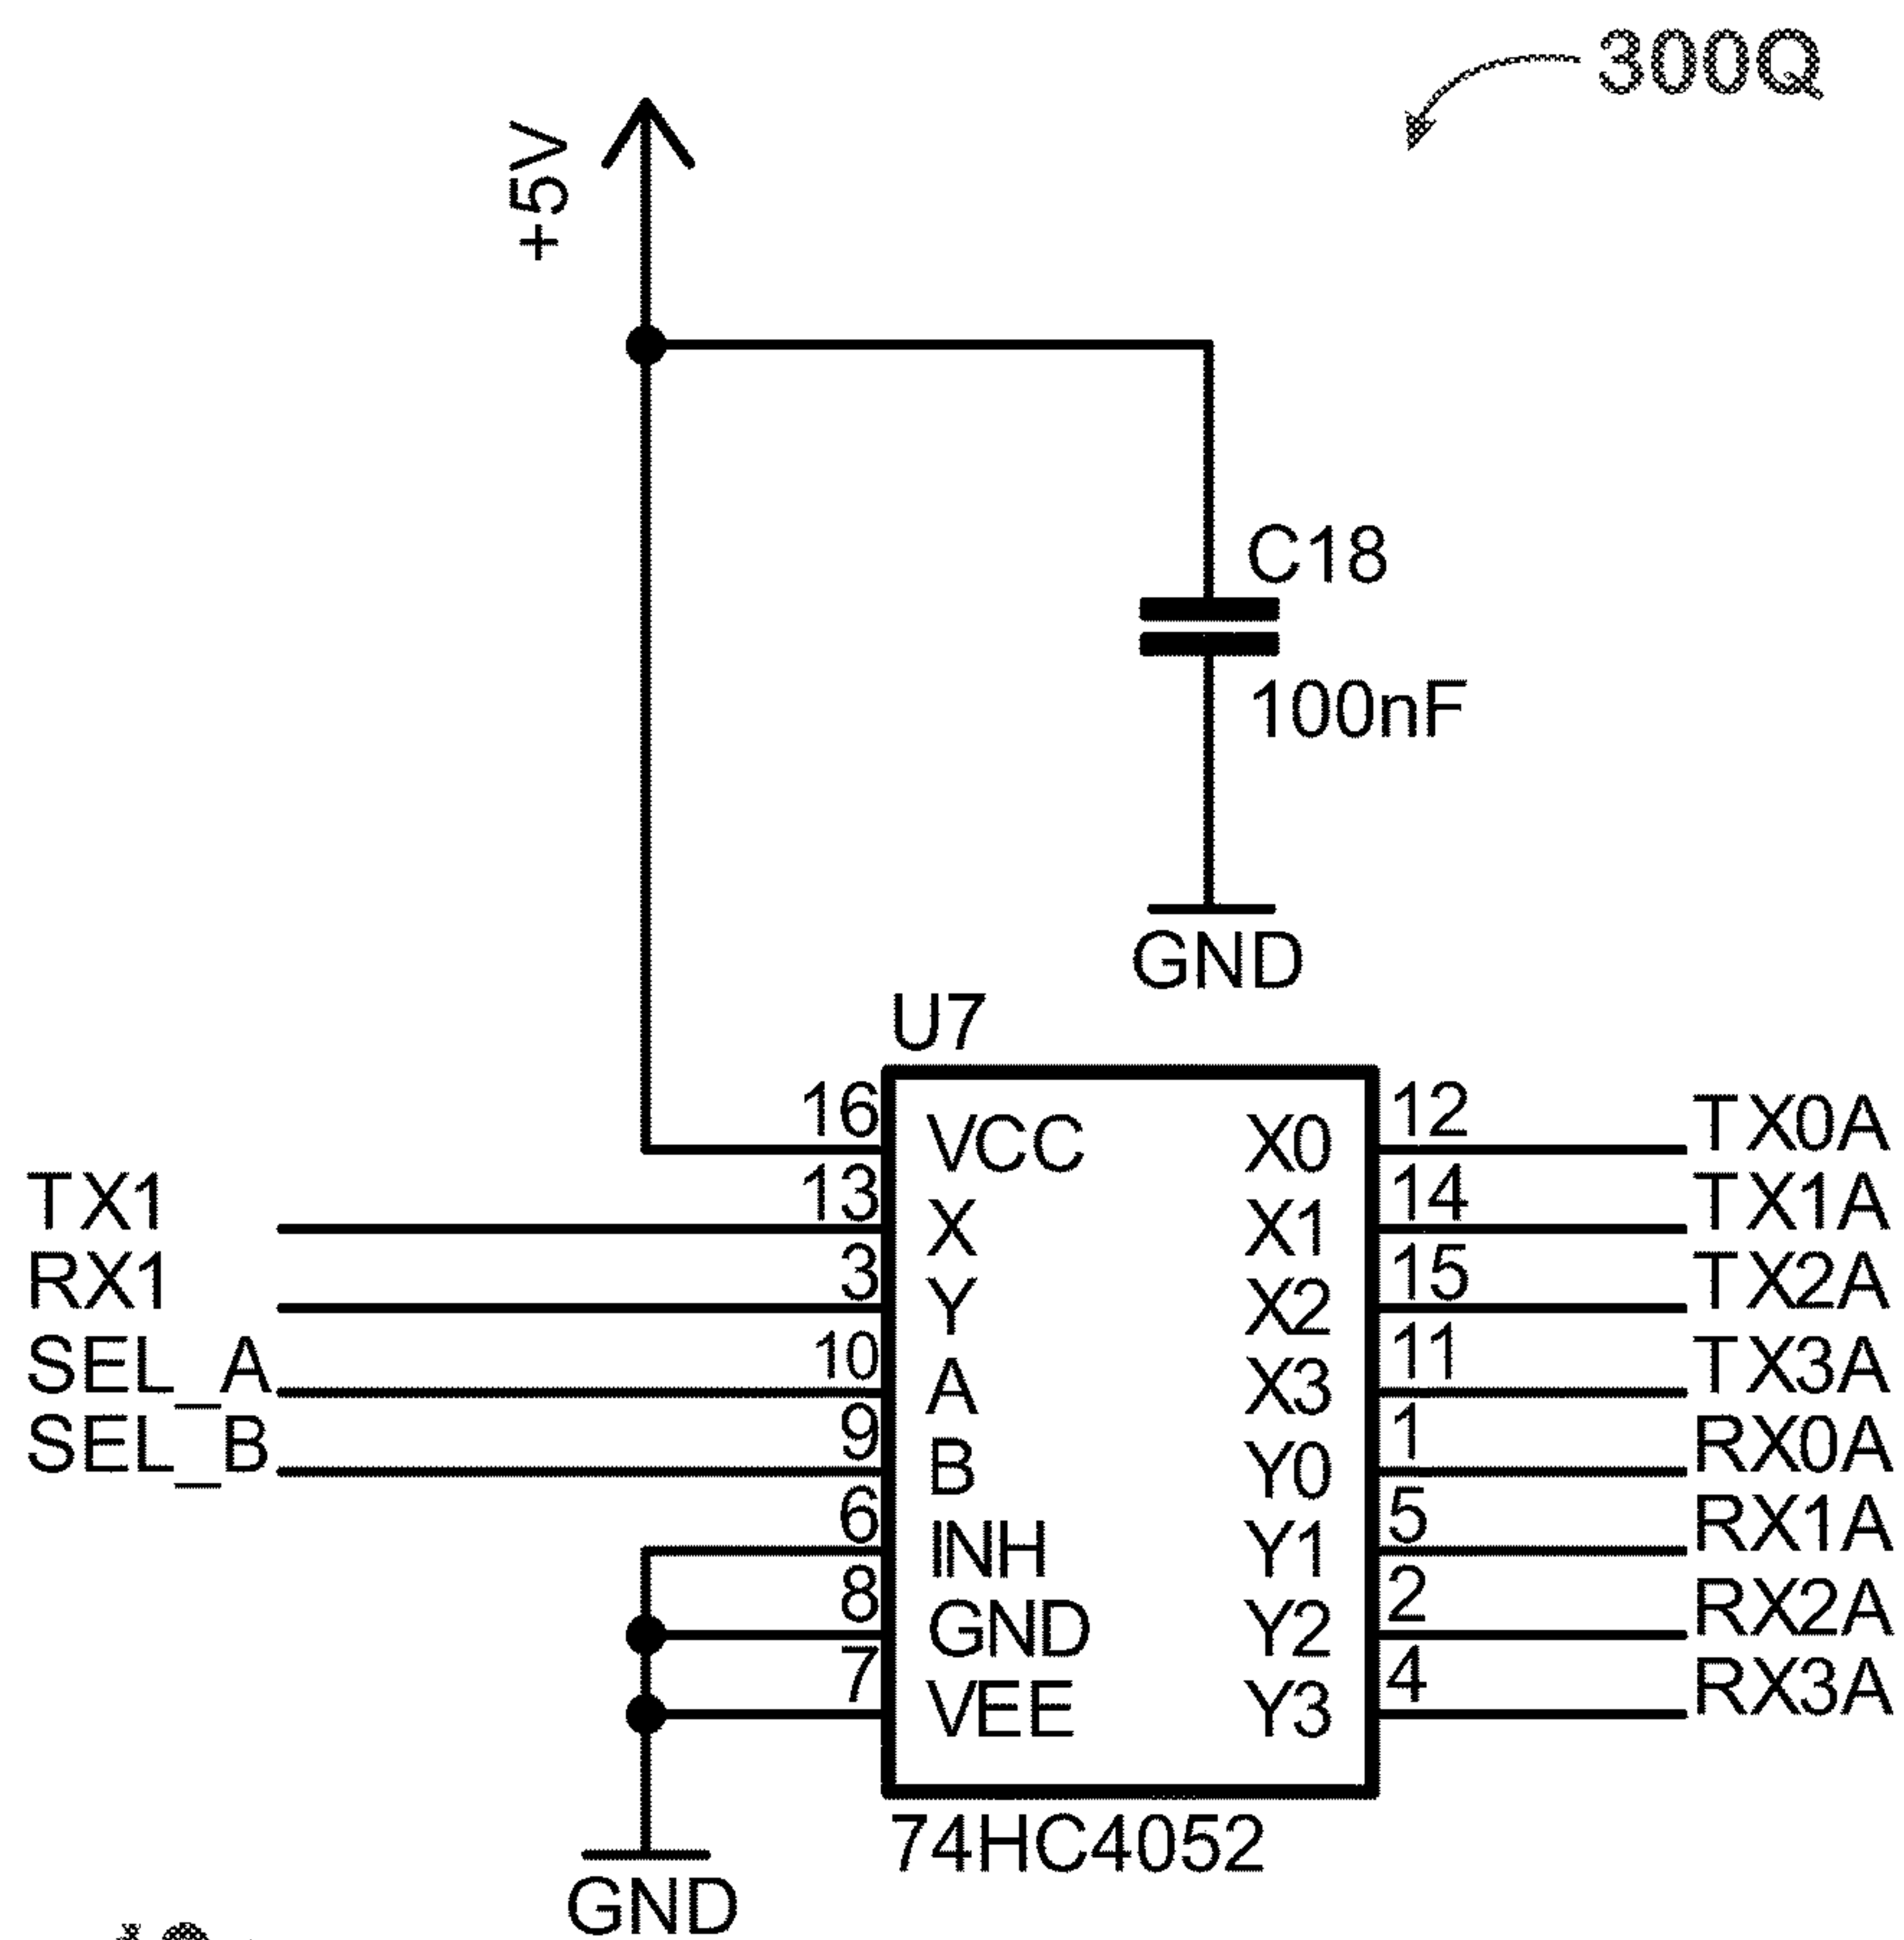 300Q
+5V
C18
100nF
GND
U7
16 VCC X0 12 TX0A
TX1 13 X X1 14 TX1A
RX1 3 Y X2 15 TX2A
SEL_A 10 A X3 11 TX3A
SEL_B 9 B Y0 1 RX0A
6 INH Y1 5 RX1A
8 GND Y2 2 RX2A
7 VEE Y3 4 RX3A
74HC4052
GND